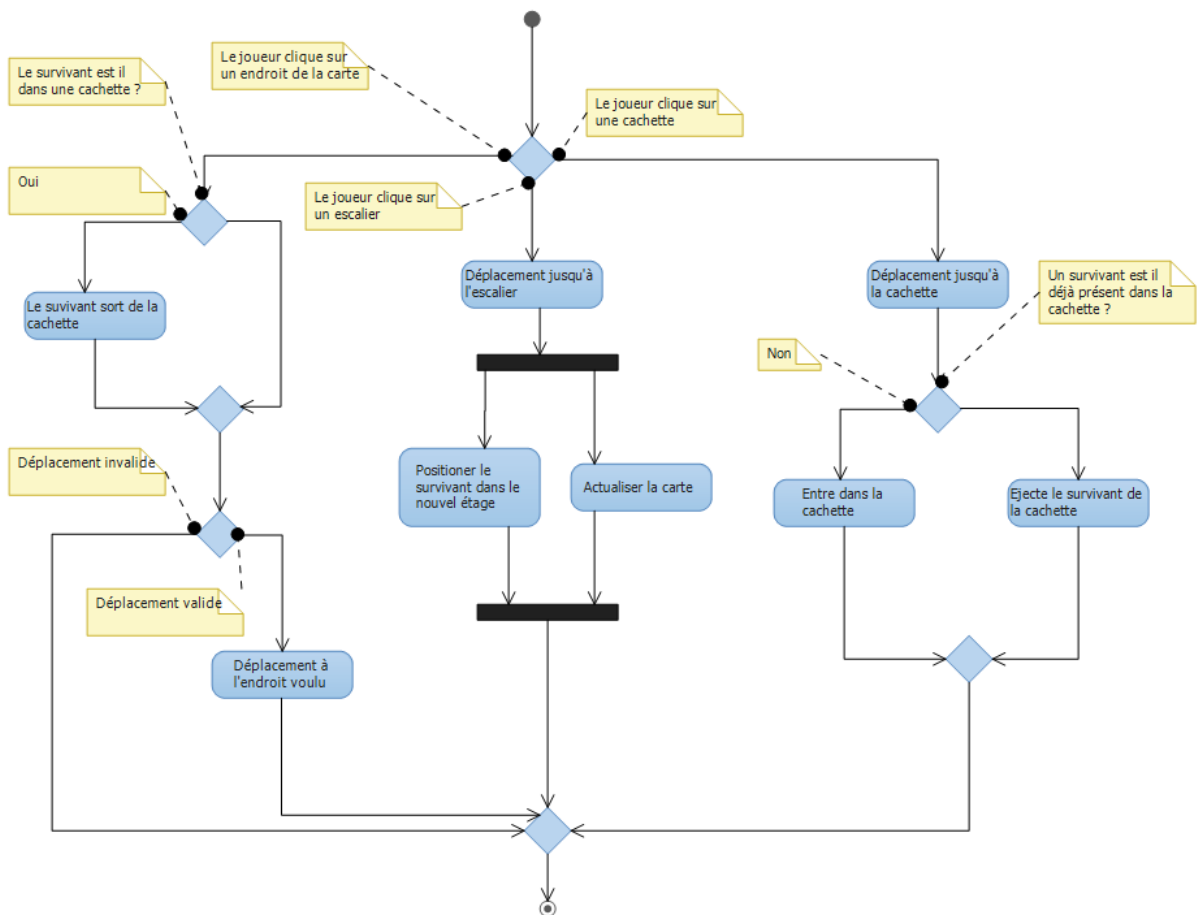 Le joueur clique sur
un endroit de la carte
Le survivant est il
dans une cachette ?
Le joueur clique sur
une cachette
Oui
Le joueur clique sur
un escalier
Déplacement jusqu'à
l'escalier
Déplacement jusqu'à
la cachette
Un survivant est il
déjà présent dans la
cachette ?
Le suvivant sort de la
cachette
Non
Déplacement invalide
Positioner le
survivant dans le
nouvel étage
Actualiser la carte
Entre dans la
cachette
Ejecte le survivant de
la cachette
Déplacement valide
Déplacement à
l'endroit voulu